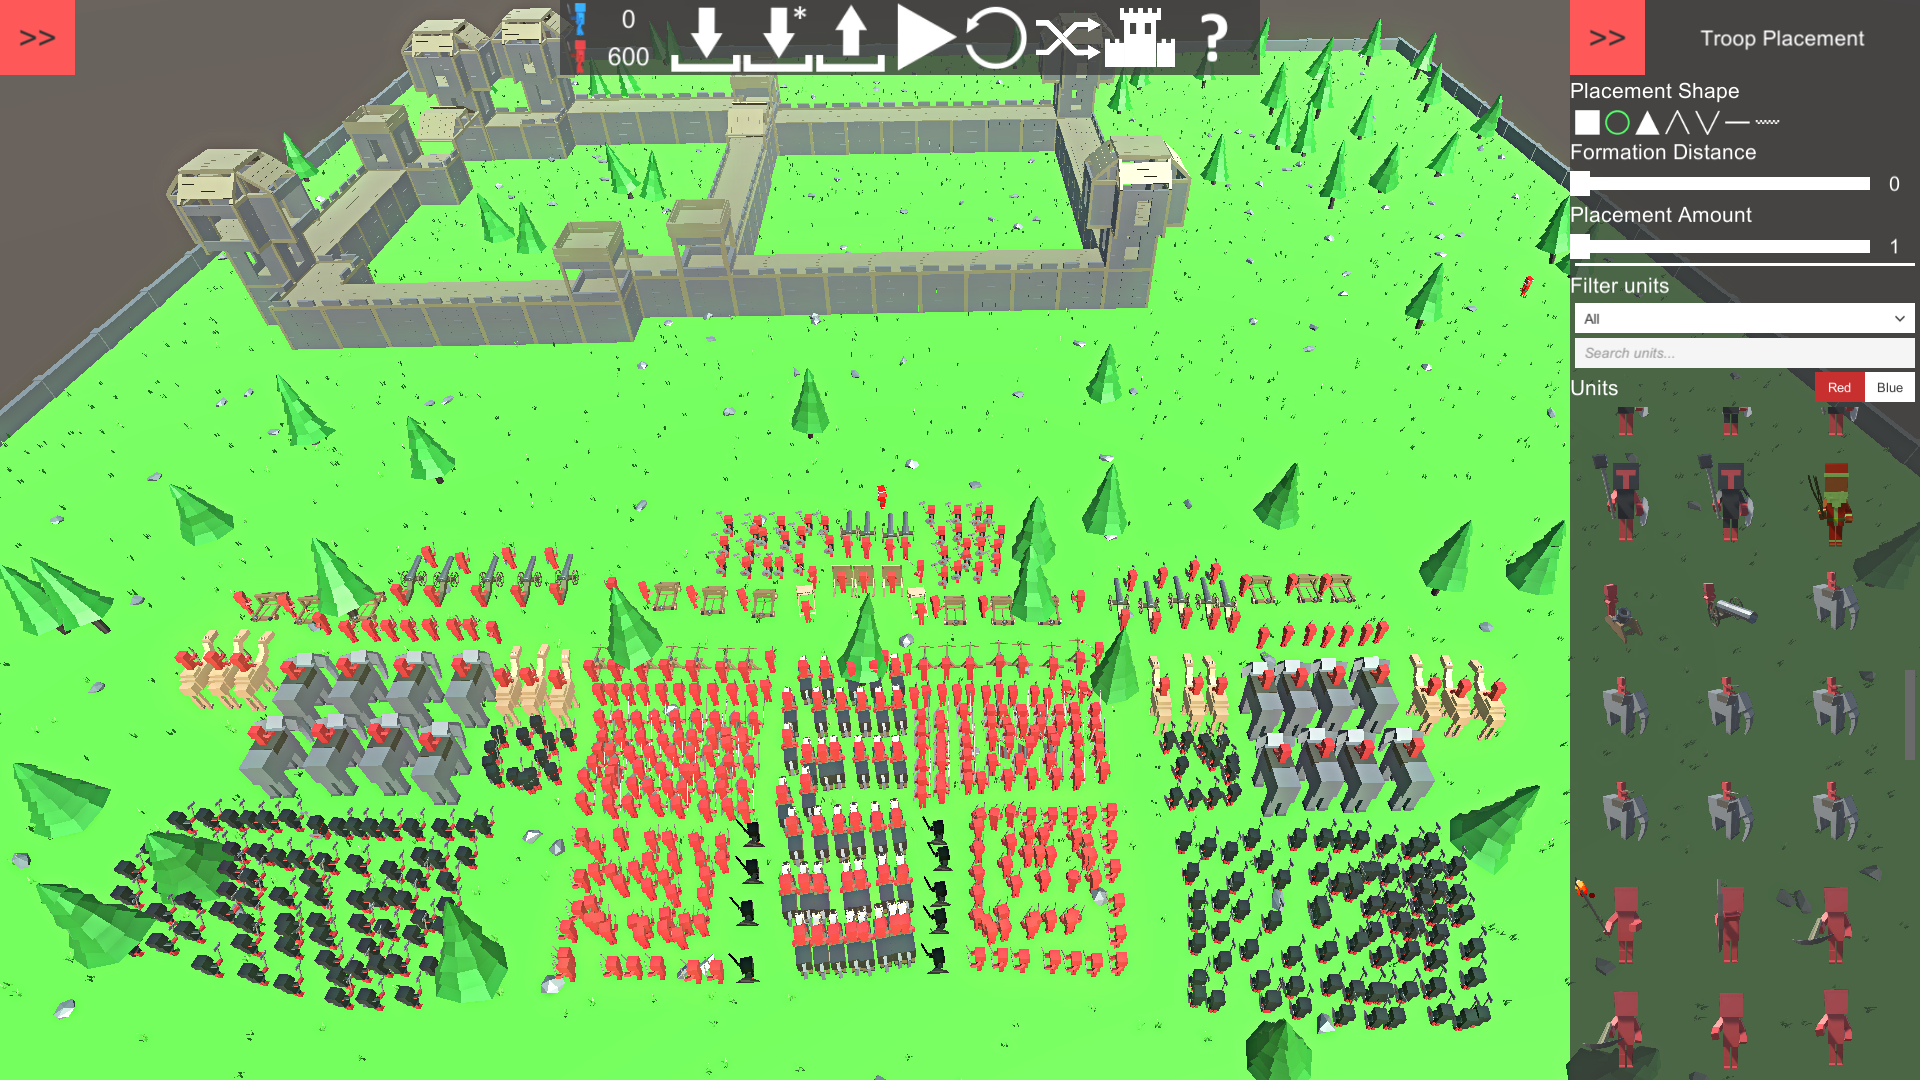 >>
0
600
*
?
>>
Troop Placement
Placement Shape
Formation Distance
0
Placement Amount
1
Filter units
All
Search units...
Units
Red
Blue